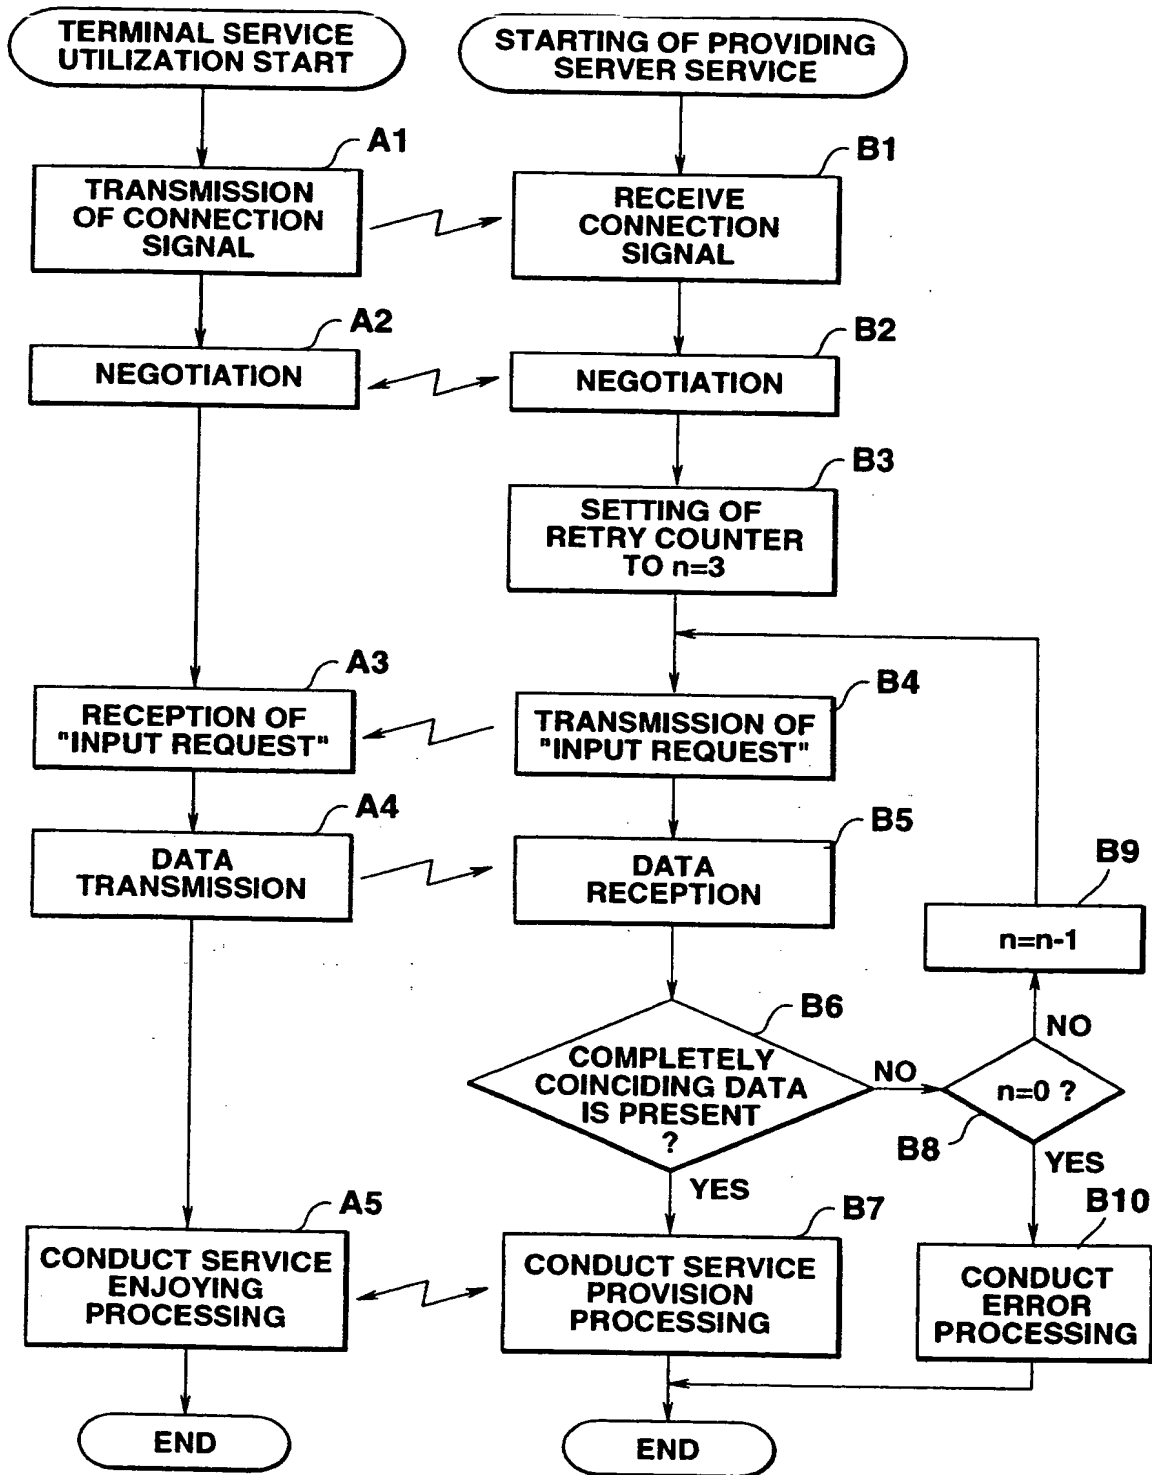 TERMINAL SERVICE
UTILIZATION START
STARTING OF PROVIDING
SERVER SERVICE
A1
TRANSMISSION
OF CONNECTION
SIGNAL
B1
RECEIVE
CONNECTION
SIGNAL
A2
NEGOTIATION
B2
NEGOTIATION
B3
SETTING OF
RETRY COUNTER
TO n=3
A3
RECEPTION OF
"INPUT REQUEST"
B4
TRANSMISSION OF
"INPUT REQUEST"
A4
DATA
TRANSMISSION
B5
DATA
RECEPTION
B9
n=n-1
B6
COMPLETELY
COINCIDING DATA
IS PRESENT
?
NO
NO
n=0 ?
B8
YES
YES
A5
CONDUCT SERVICE
ENJOYING
PROCESSING
B7
CONDUCT SERVICE
PROVISION
PROCESSING
B10
CONDUCT
ERROR
PROCESSING
END
END